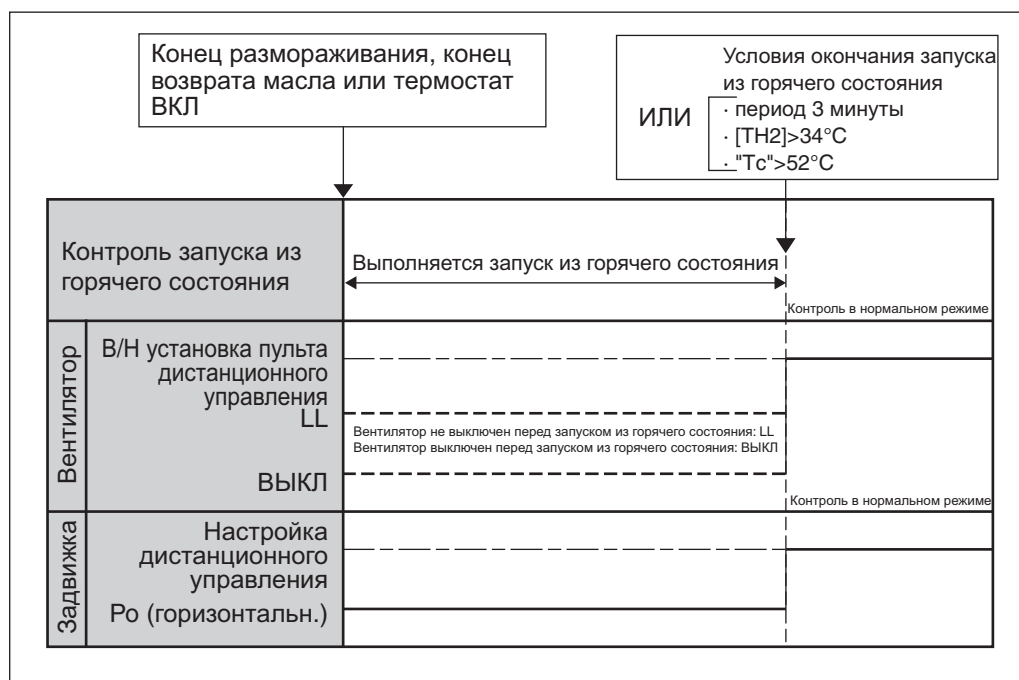 Конец размораживания, конец
возврата масла или термостат
ВКЛ
Условия окончания запуска
из горячего состояния
ИЛИ
· период 3 минуты
· [TH2]>34°C
· "Tc">52°C
Контроль запуска из
горячего состояния
Выполняется запуск из горячего состояния
Контроль в нормальном режиме
Вентилятор
В/Н установка пульта
дистанционного
управления
LL
Вентилятор не выключен перед запуском из горячего состояния: LL
Вентилятор выключен перед запуском из горячего состояния: ВЫКЛ
ВЫКЛ
Контроль в нормальном режиме
Задвижка
Настройка
дистанционного
управления
Po (горизонтальн.)